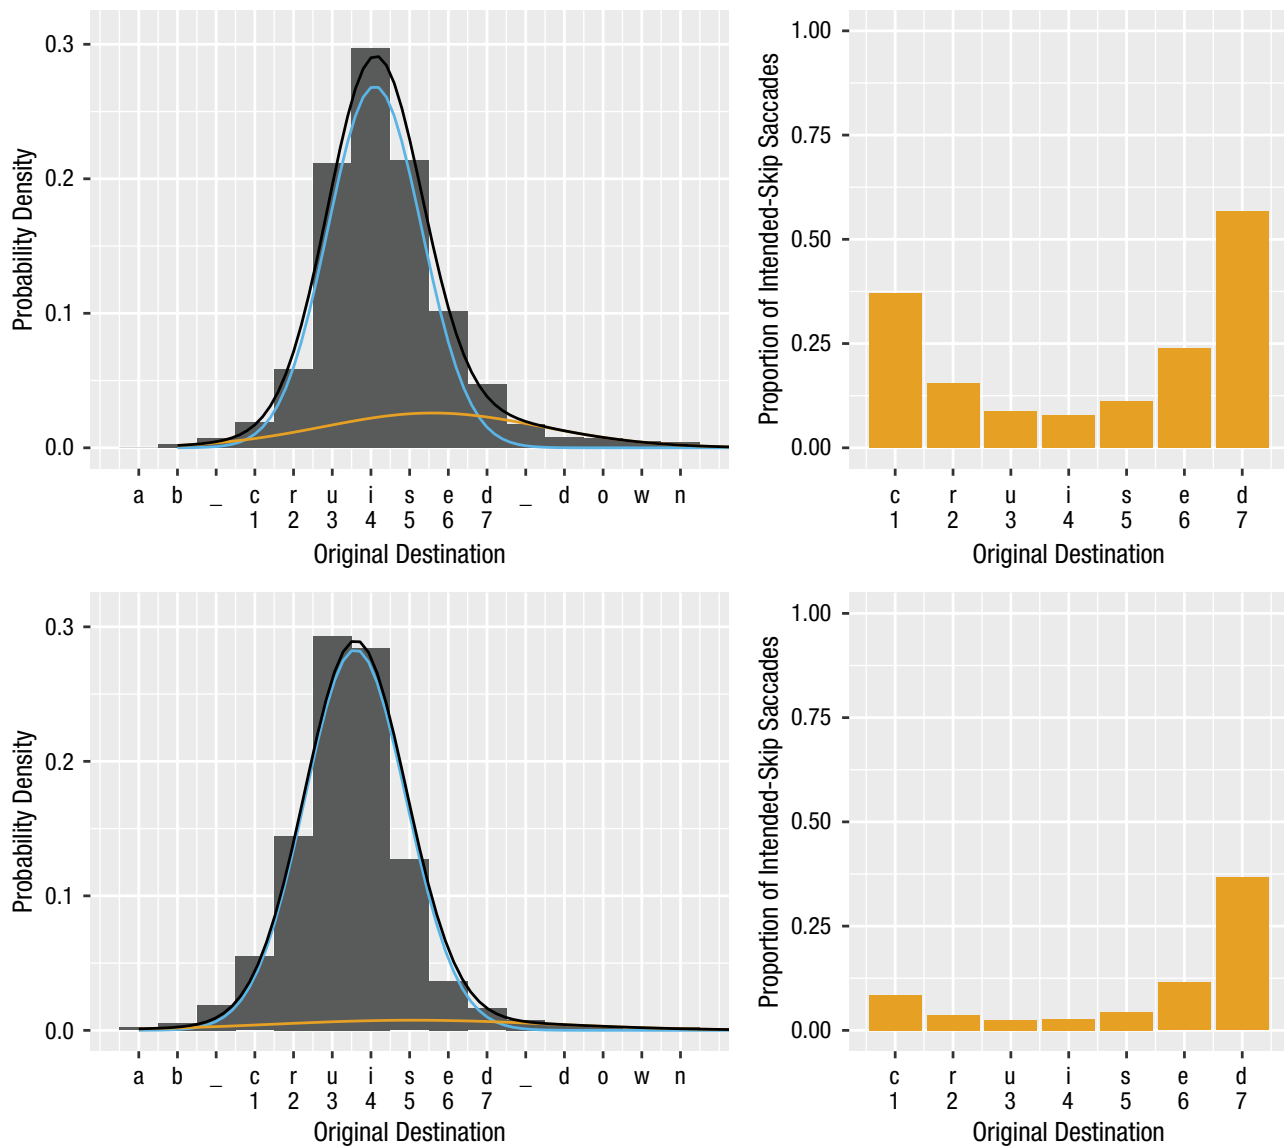 Probability Density
0.3
0.2
0.1
0.0
a b _ c r u i s e d _ d o w n
1 2 3 4 5 6 7
Original Destination
Proportion of Intended-Skip Saccades
1.00
0.75
0.50
0.25
0.00
c r u i s e d
1 2 3 4 5 6 7
Original Destination
Probability Density
0.3
0.2
0.1
0.0
a b _ c r u i s e d _ d o w n
1 2 3 4 5 6 7
Original Destination
Proportion of Intended-Skip Saccades
1.00
0.75
0.50
0.25
0.00
c r u i s e d
1 2 3 4 5 6 7
Original Destination